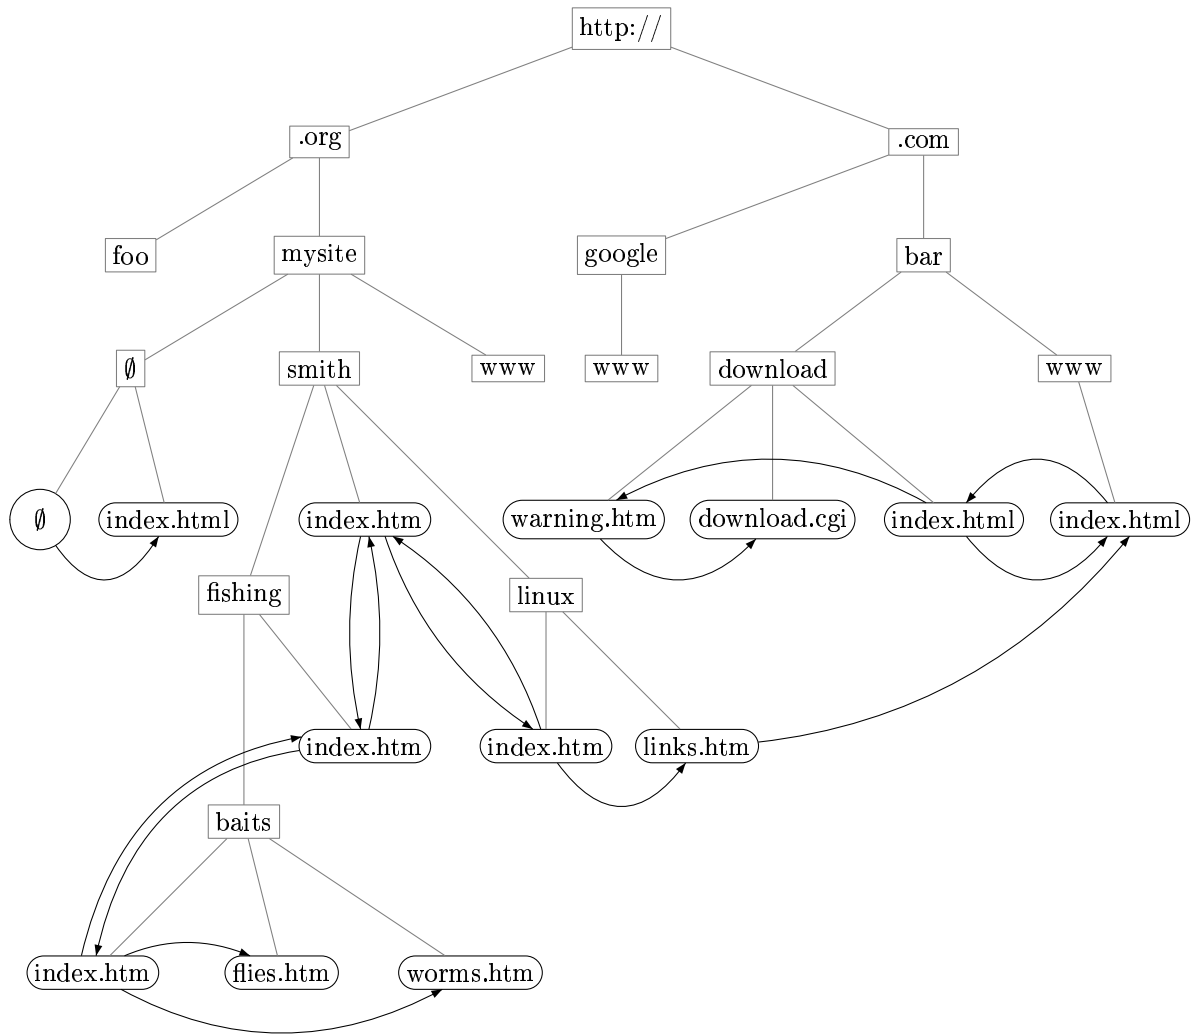 http://
.org
.com
foo
mysite
google
bar
∅
smith
www
www
download
www
∅
index.html
index.htm
warning.htm
download.cgi
index.html
index.html
fishing
linux
index.htm
index.htm
links.htm
baits
index.htm
flies.htm
worms.htm